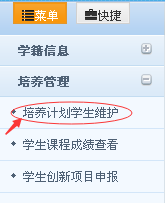 菜单 快捷
学籍信息
培养管理
培养计划学生维护
学生课程成绩查看
学生创新项目申报